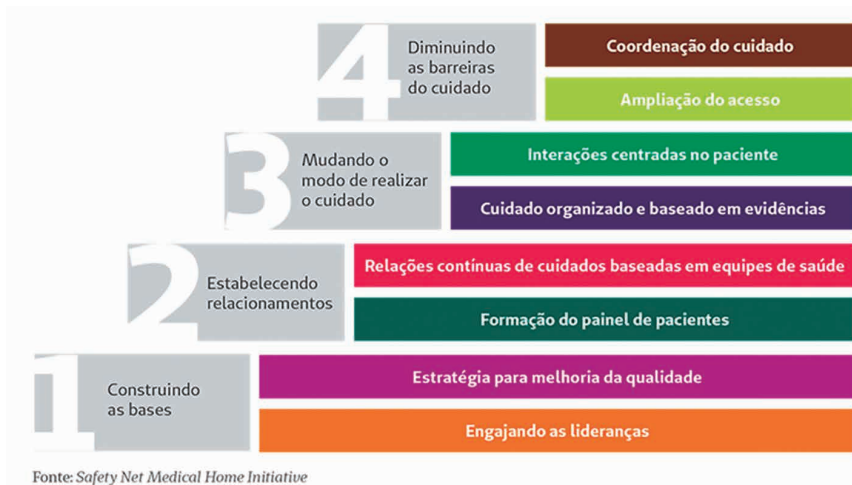 4
Diminuindo
as barreiras
do cuidado
Coordenação do cuidado
Ampliação do acesso
3
Mudando o
modo de realizar
o cuidado
Interações centradas no paciente
Cuidado organizado e baseado em evidências
2
Estabelecendo
relacionamentos
Relações contínuas de cuidados baseadas em equipes de saúde
Formação do painel de pacientes
1
Construindo
as bases
Estratégia para melhoria da qualidade
Engajando as lideranças
Fonte: Safety Net Medical Home Initiative